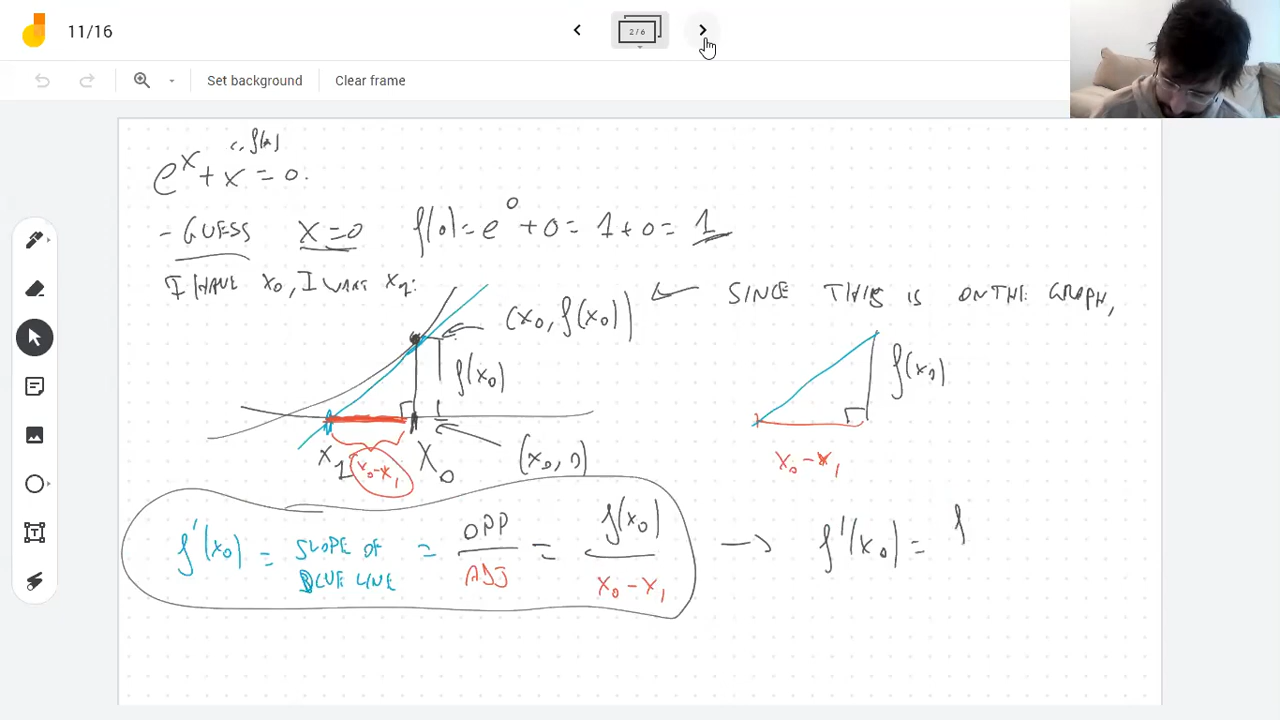 11/16
2/6
Set background
Clear frame
f(x)
e^x + x = 0.
- GUESS x=0 f(0) = e^0 + 0 = 1 + 0 = 1
I HAVE x₀, I WANT x₁:
(x₀, f(x₀)) ← SINCE THIS IS ON THE GRAPH,
f(x₀)
f(x₀)
x₁ x₀-x₁ x₀ (x₀, 0)
x₀-x₁
f'(x₀) = SLOPE OF BLUE LINE = OPP/ADJ = f(x₀)/x₀-x₁ → f'(x₀) = f